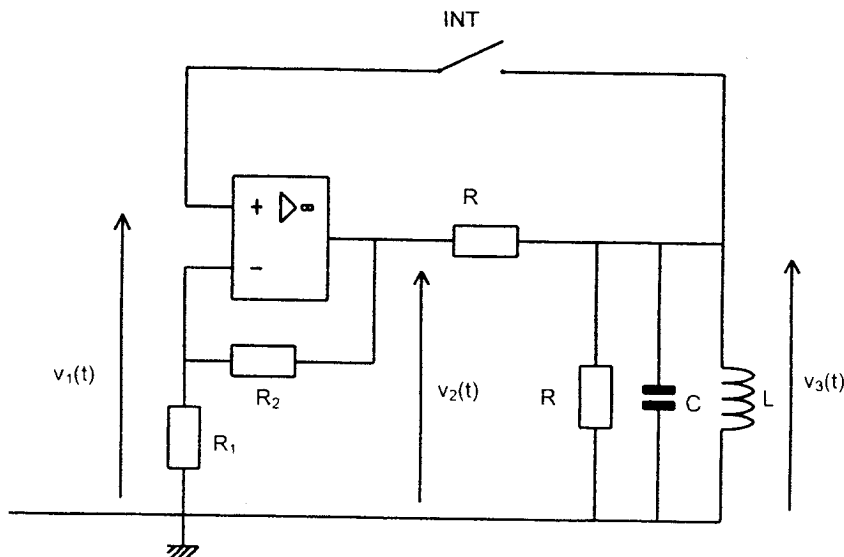 INT
+ ▷ ∞
R
−
v₁(t)
R₂
v₂(t)
R
C
L
v₃(t)
R₁